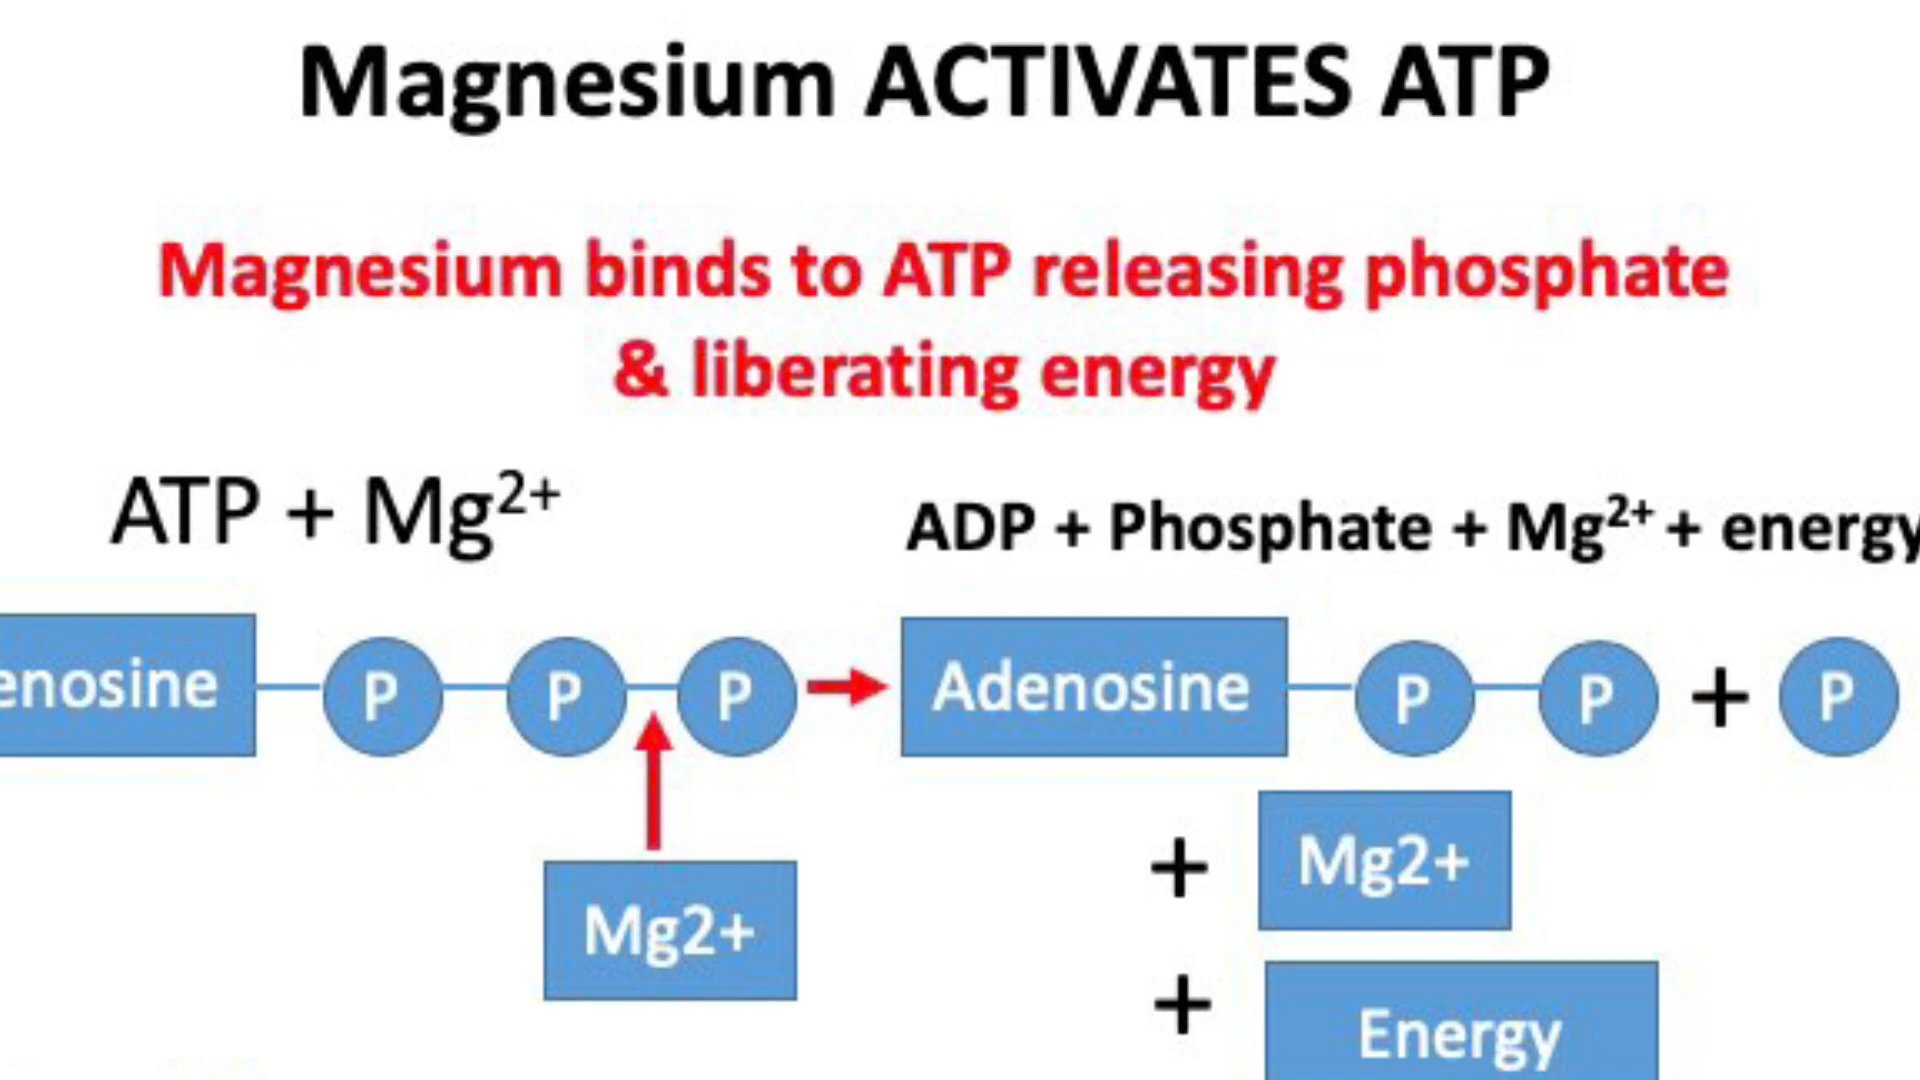 Magnesium ACTIVATES ATP
Magnesium binds to ATP releasing phosphate
& liberating energy
ATP + Mg²⁺
ADP + Phosphate + Mg²⁺ + energy
enosine P P P Adenosine P P + P
+ Mg2+
Mg2+
+ Energy